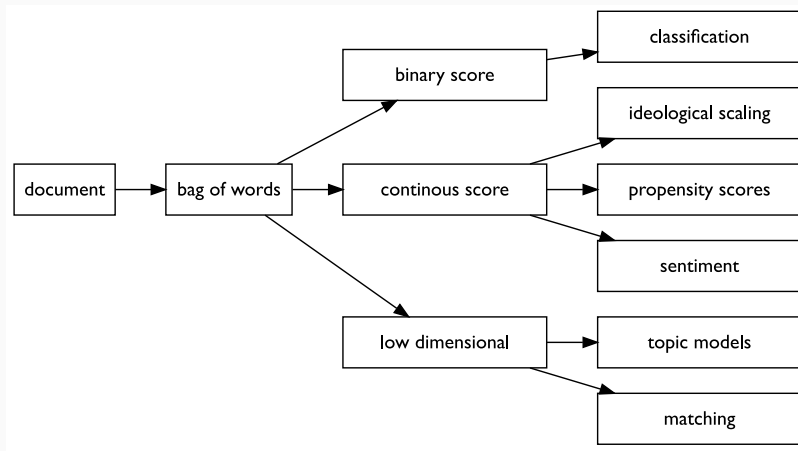 document
bag of words
binary score
continous score
low dimensional
classification
ideological scaling
propensity scores
sentiment
topic models
matching